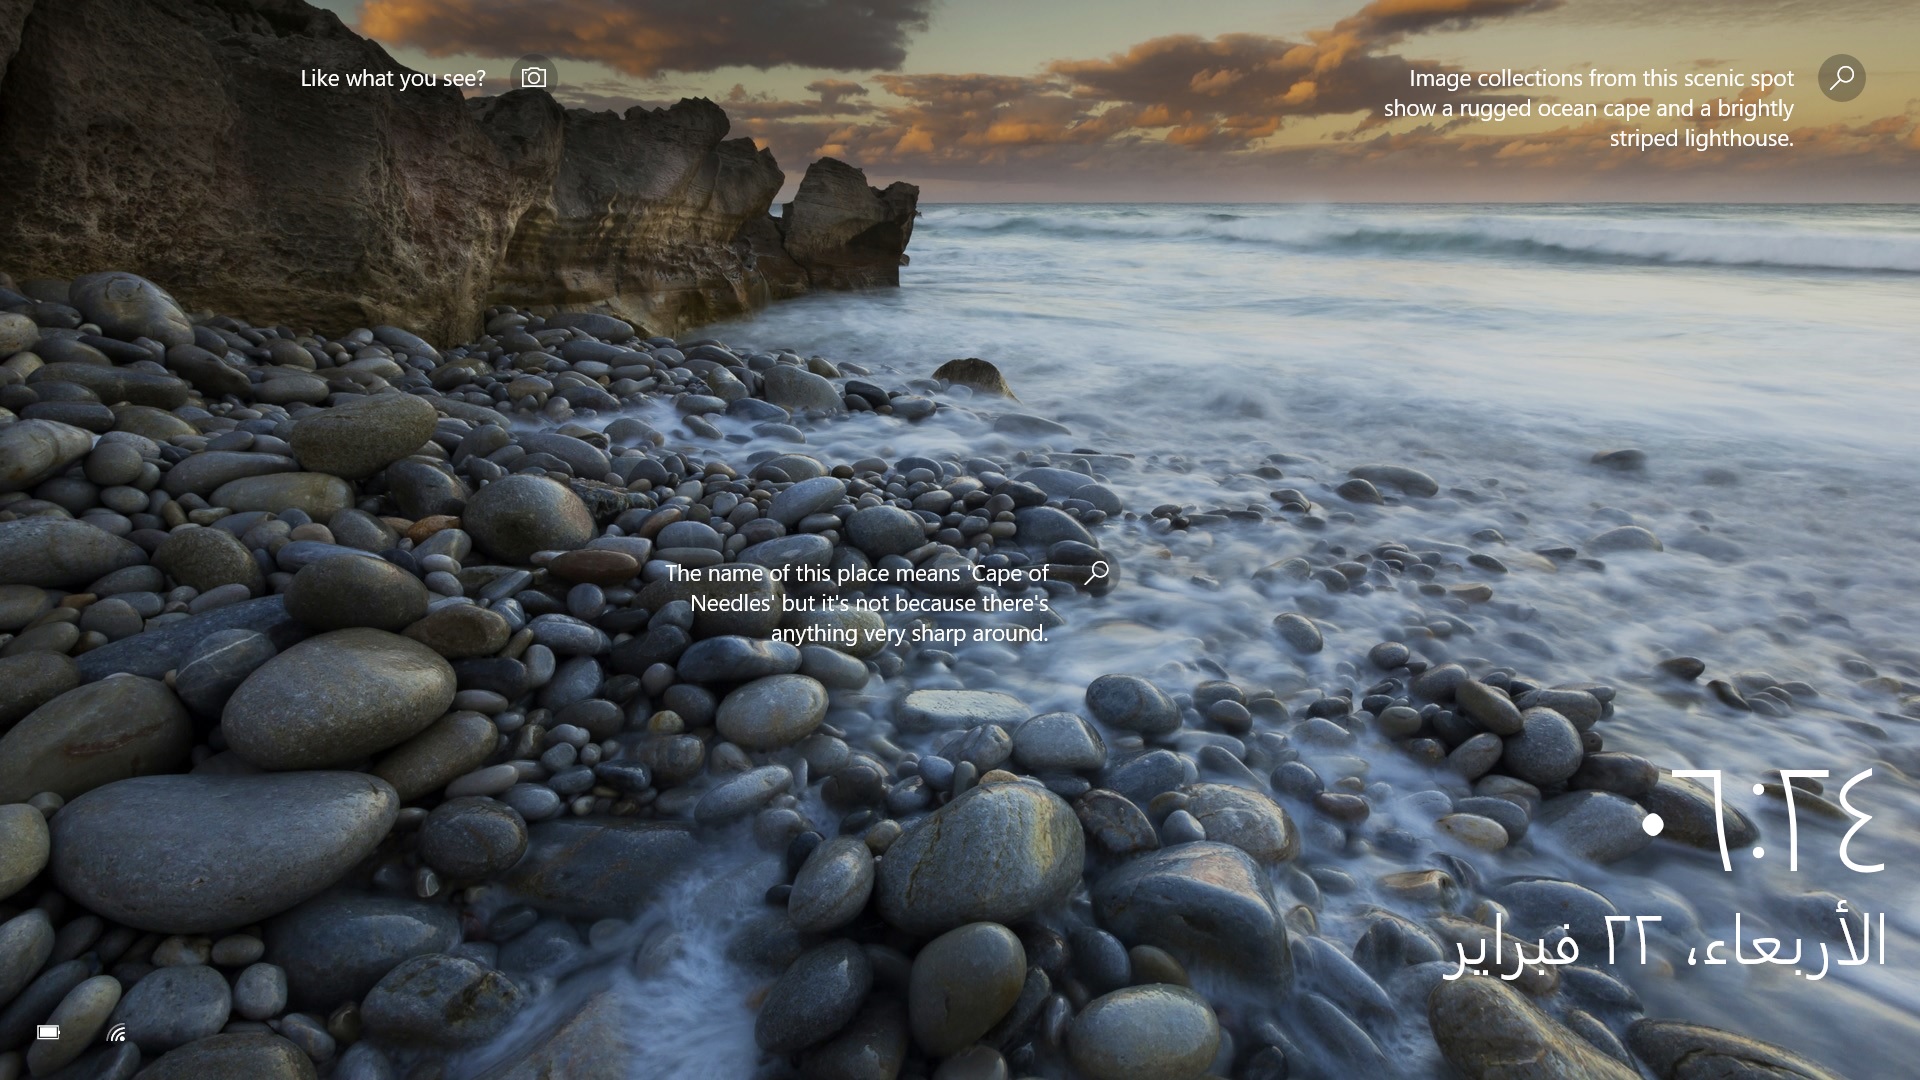 Like what you see?
Image collections from this scenic spot
show a rugged ocean cape and a brightly
striped lighthouse.
The name of this place means 'Cape of
Needles' but it's not because there's
anything very sharp around.
٠٦:٢٤
الأربعاء، ٢٢ فبراير